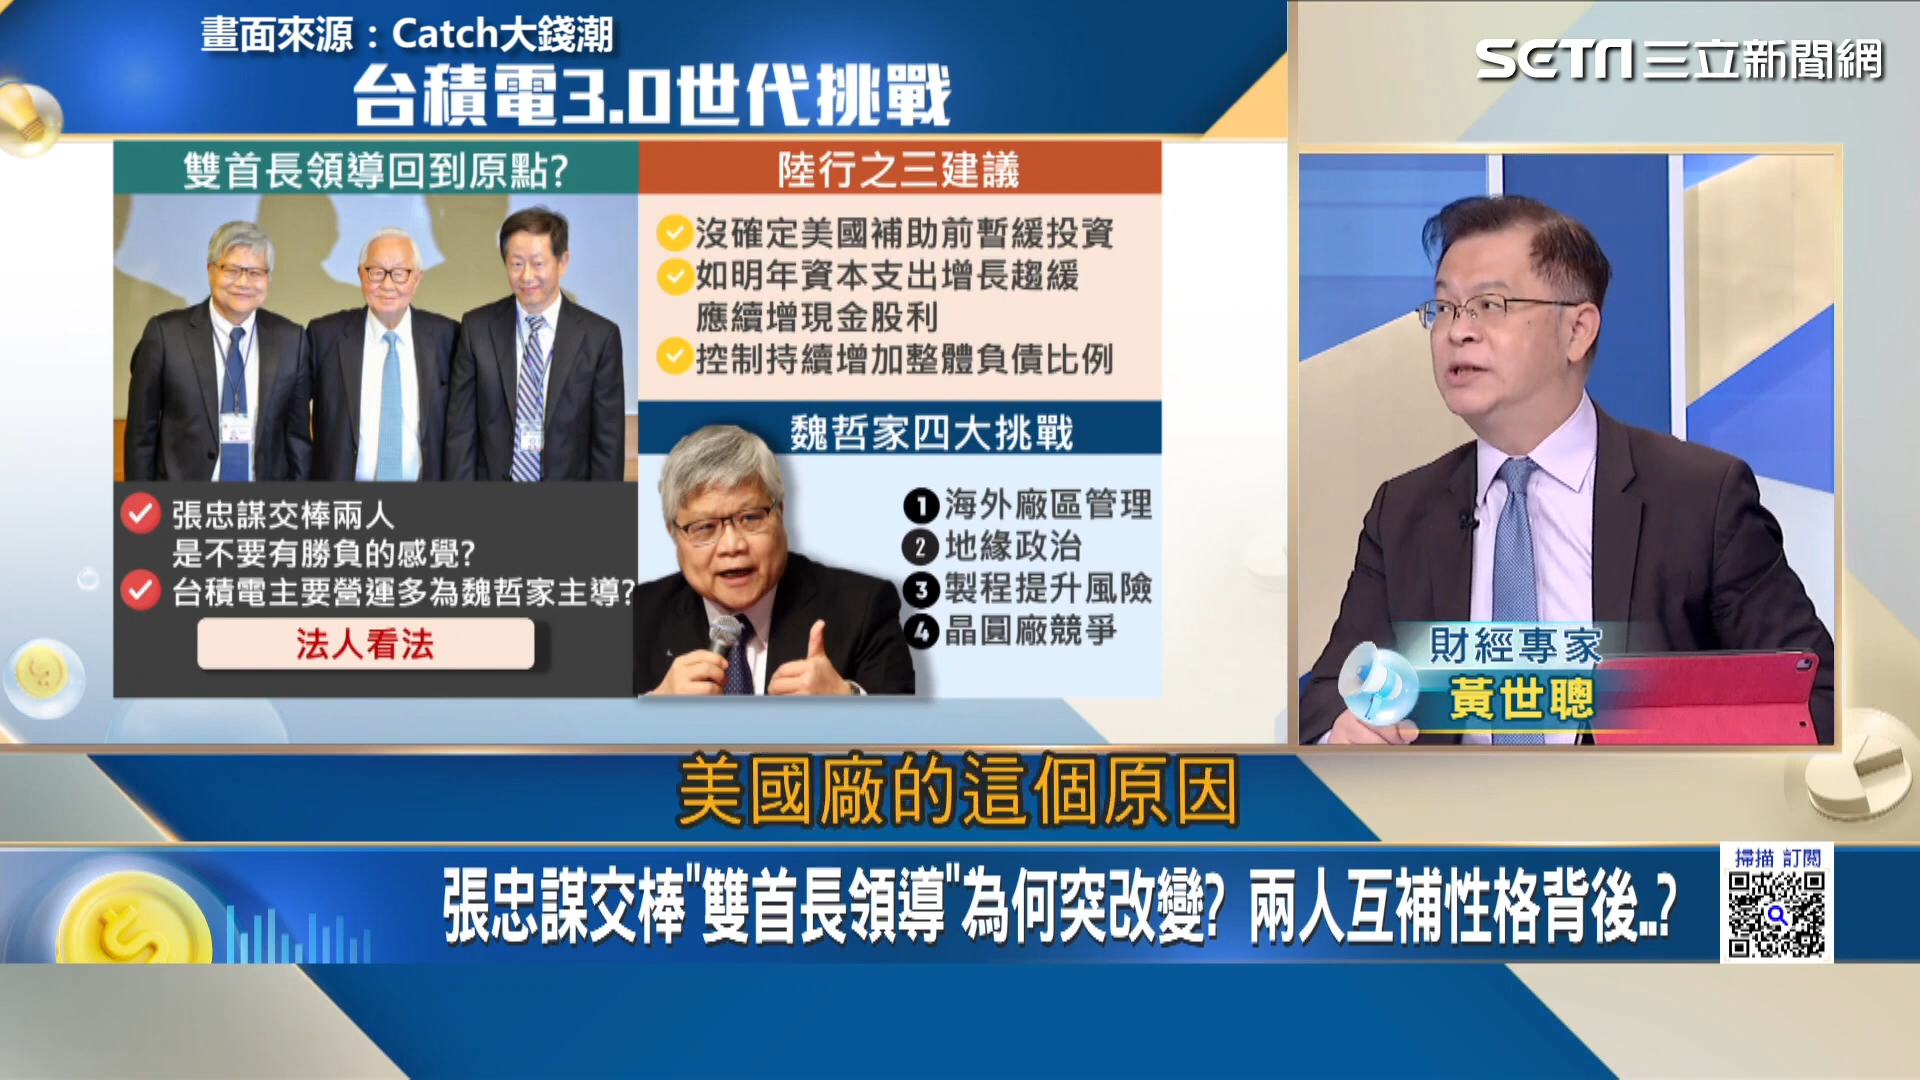 畫面來源：Catch大錢潮
SETN三立新聞網
台積電3.0世代挑戰
雙首長領導回到原點?
張忠謀交棒兩人
是不要有勝負的感覺?
台積電主要營運多為魏哲家主導?
法人看法
陸行之三建議
沒確定美國補助前暫緩投資
如明年資本支出增長趨緩
應續增現金股利
控制持續增加整體負債比例
魏哲家四大挑戰
1海外廠區管理
2地緣政治
3製程提升風險
4晶圓廠競爭
財經專家
黃世聰
美國廠的這個原因
張忠謀交棒"雙首長領導"為何突改變? 兩人互補性格背後..?
掃描 訂閱